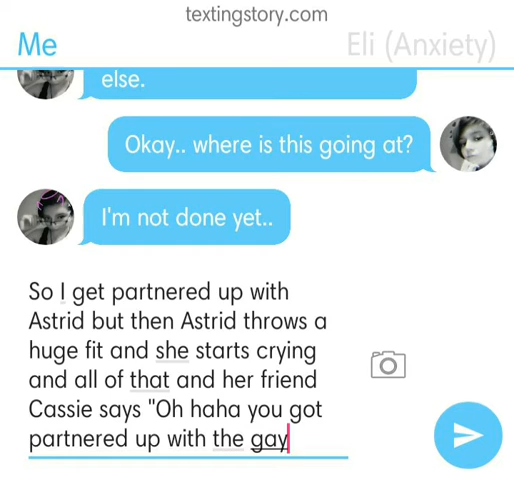 textingstory.com
Me
Eli (Anxiety)
else.
Okay.. where is this going at?
I'm not done yet..
So I get partnered up with
Astrid but then Astrid throws a
huge fit and she starts crying
and all of that and her friend
Cassie says "Oh haha you got
partnered up with the gay